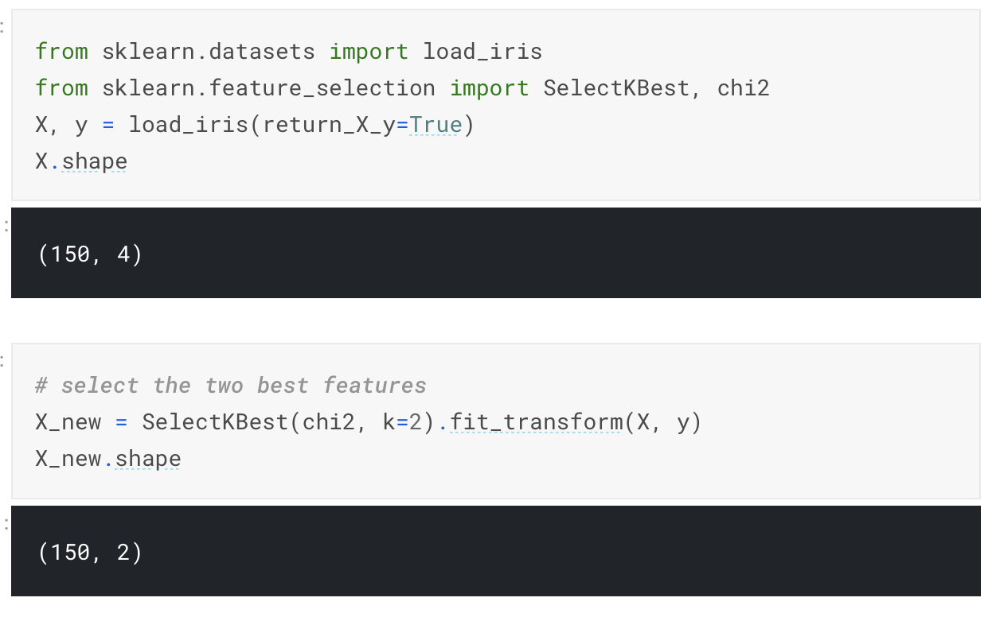 from sklearn.datasets import load_iris
from sklearn.feature_selection import SelectKBest, chi2
X, y = load_iris(return_X_y=True)
X.shape
(150, 4)
# select the two best features
X_new = SelectKBest(chi2, k=2).fit_transform(X, y)
X_new.shape
(150, 2)